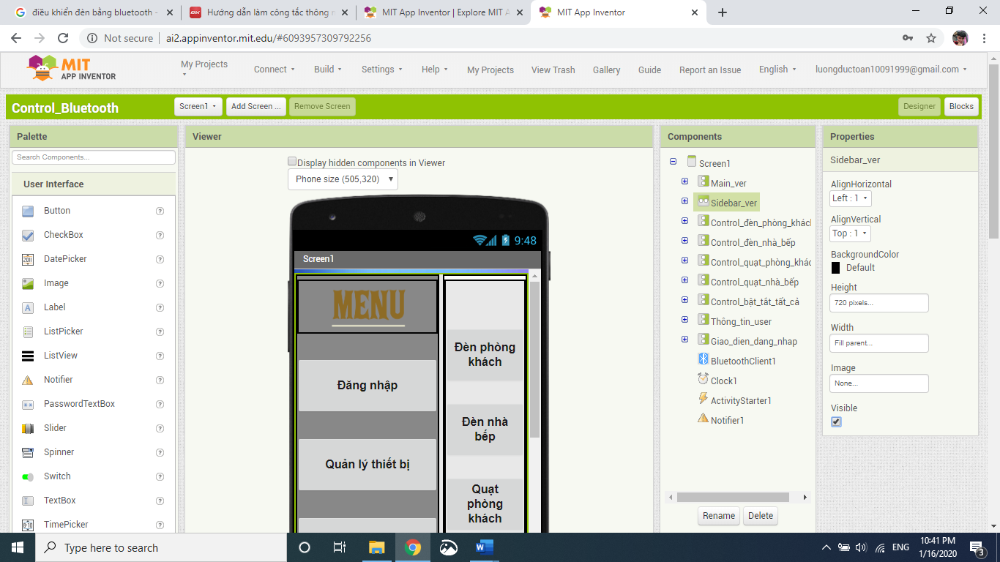 điều khiển đèn bằng bluetooth -
Hướng dẫn làm công tắc thông m
MIT App Inventor | Explore MIT A
MIT App Inventor
Not secure | ai2.appinventor.mit.edu/#6093957309792256
MIT
APP INVENTOR
My Projects
Connect
Build
Settings
Help
My Projects
View Trash
Gallery
Guide
Report an Issue
English
luongductoan10091999@gmail.com
Control_Bluetooth
Screen1
Add Screen ...
Remove Screen
Designer
Blocks
Palette
Search Components...
User Interface
Button ?
CheckBox ?
DatePicker ?
Image ?
Label ?
ListPicker ?
ListView ?
Notifier ?
PasswordTextBox ?
Slider ?
Spinner ?
Switch ?
TextBox ?
TimePicker ?
Viewer
Display hidden components in Viewer
Phone size (505,320)
9:48
Screen1
MENU
Đăng nhập
Quản lý thiết bị
Đèn phòng
khách
Đèn nhà
bếp
Quạt
phòng
khách
Components
Screen1
Main_ver
Sidebar_ver
Control_đèn_phòng_khách
Control_đèn_nhà_bếp
Control_quạt_phòng_khác
Control_quạt_nhà_bếp
Control_bật_tắt_tất_cả
Thông_tin_user
Giao_dien_dang_nhap
BluetoothClient1
Clock1
ActivityStarter1
Notifier1
Rename
Delete
Properties
Sidebar_ver
AlignHorizontal
Left : 1
AlignVertical
Top : 1
BackgroundColor
Default
Height
720 pixels...
Width
Fill parent...
Image
None...
Visible
Type here to search
ENG
10:41 PM
1/16/2020
3